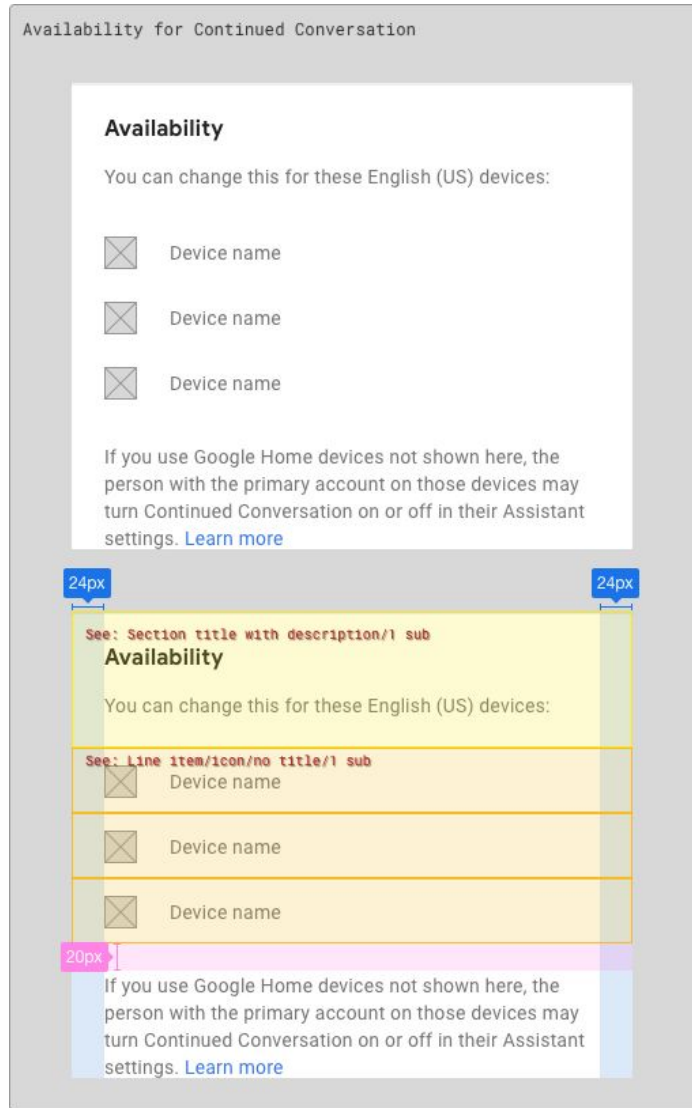 Availability for Continued Conversation
Availability
You can change this for these English (US) devices:
Device name
Device name
Device name
If you use Google Home devices not shown here, the
person with the primary account on those devices may
turn Continued Conversation on or off in their Assistant
settings. Learn more
24px
24px
See: Section title with description/1 sub
Availability
You can change this for these English (US) devices:
See: Line item/icon/no title/1 sub
Device name
Device name
Device name
20px
If you use Google Home devices not shown here, the
person with the primary account on those devices may
turn Continued Conversation on or off in their Assistant
settings. Learn more